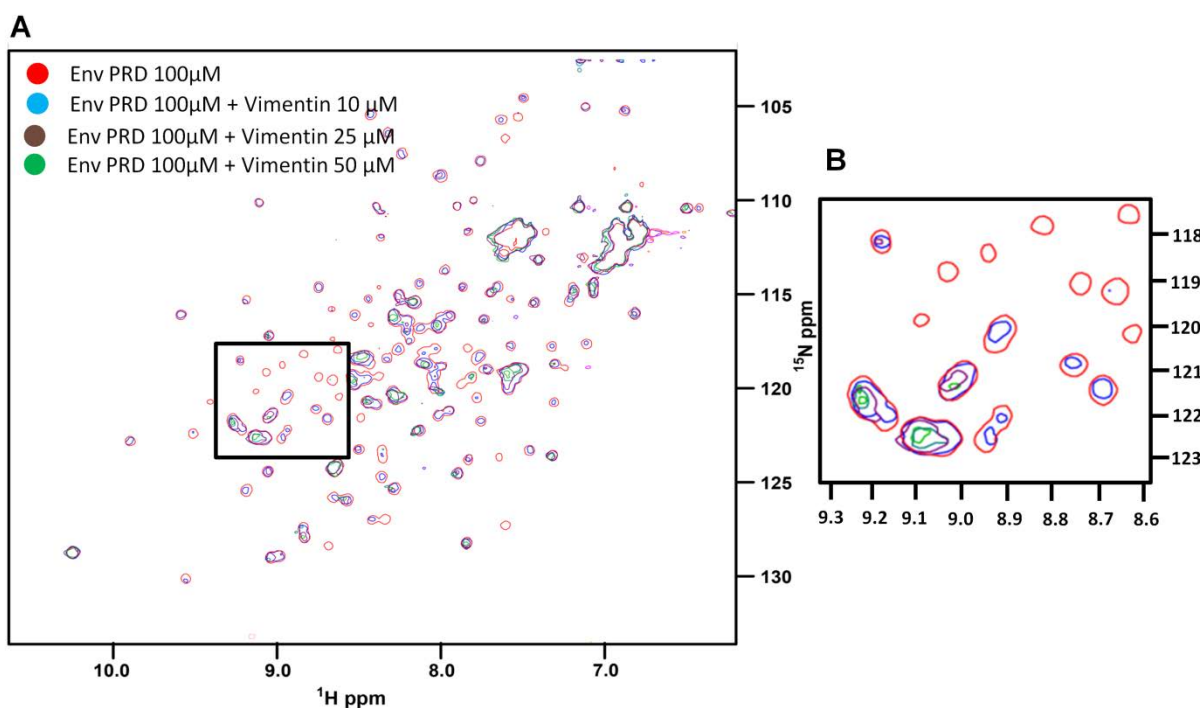 A
Env PRD 100μM
Env PRD 100μM + Vimentin 10 μM
Env PRD 100μM + Vimentin 25 μM
Env PRD 100μM + Vimentin 50 μM
105
110
115
120
125
130
15N ppm
10.0 9.0 8.0 7.0
1H ppm
B
118
119
120
121
122
123
9.3 9.2 9.1 9.0 8.9 8.8 8.7 8.6